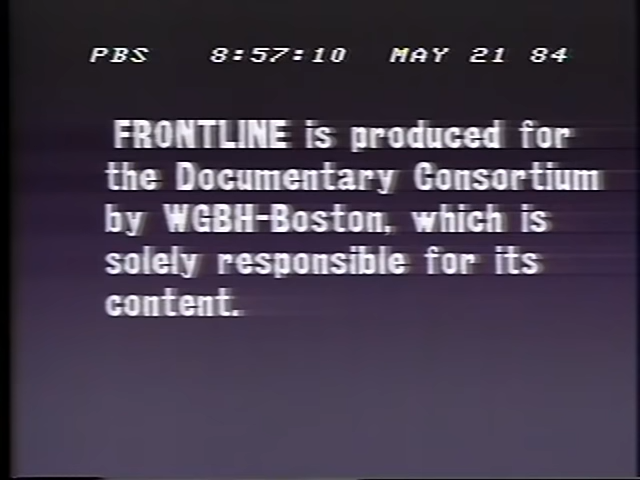 PBS 8:57:10 MAY 21 84
FRONTLINE is produced for
the Documentary Consortium
by WGBH-Boston, which is
solely responsible for its
content.